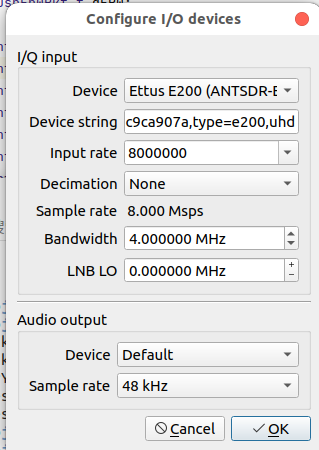 Configure I/O devices
I/Q input
Device Ettus E200 (ANTSDR-E
Device string c9ca907a,type=e200,uhd
Input rate 8000000
Decimation None
Sample rate 8.000 Msps
Bandwidth 4.000000 MHz
LNB LO 0.000000 MHz
Audio output
Device Default
Sample rate 48 kHz
Cancel OK